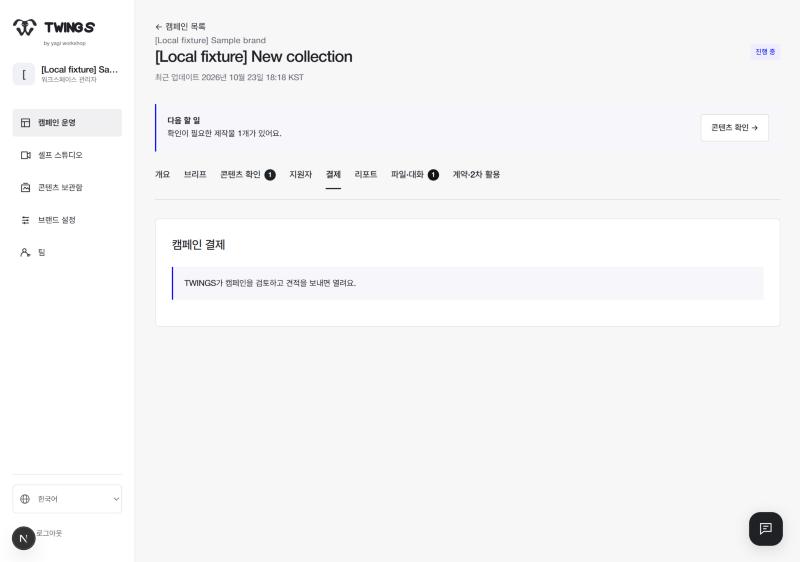 TWINGS
by yagi workshop
[
[Local fixture] Sa...
워크스페이스 관리자
캠페인 운영
셀프 스튜디오
콘텐츠 보관함
브랜드 설정
팀
한국어
N
로그아웃
← 캠페인 목록
[Local fixture] Sample brand
[Local fixture] New collection
최근 업데이트 2026년 10월 23일 18:18 KST
진행 중
다음 할 일
확인이 필요한 제작물 1개가 있어요.
콘텐츠 확인 →
개요 브리프 콘텐츠 확인 1 지원자 결제 리포트 파일·대화 1 계약·2차 활용
캠페인 결제
TWINGS가 캠페인을 검토하고 견적을 보내면 열려요.